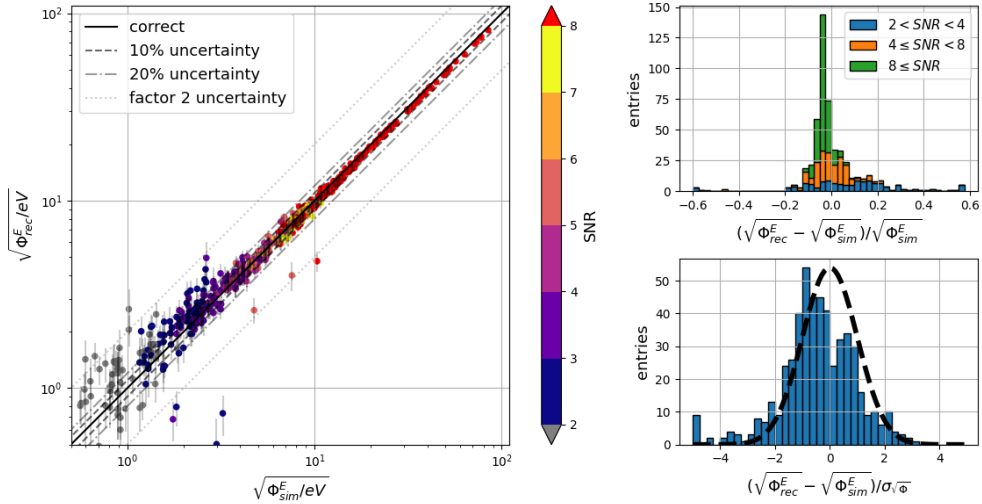 correct
10% uncertainty
20% uncertainty
factor 2 uncertainty
10²
10¹
10⁰
√Φ^E_rec/eV
10⁰ 10¹ 10²
√Φ^E_sim/eV
8
7
6
5
4
3
2
SNR
150
125
100
75
50
25
0
entries
2 < SNR < 4
4 ≤ SNR < 8
8 ≤ SNR
−0.6 −0.4 −0.2 0.0 0.2 0.4 0.6
(√Φ^E_rec − √Φ^E_sim)/√Φ^E_sim
50
40
30
20
10
0
entries
−4 −2 0 2 4
(√Φ^E_rec − √Φ^E_sim)/σ_√Φ